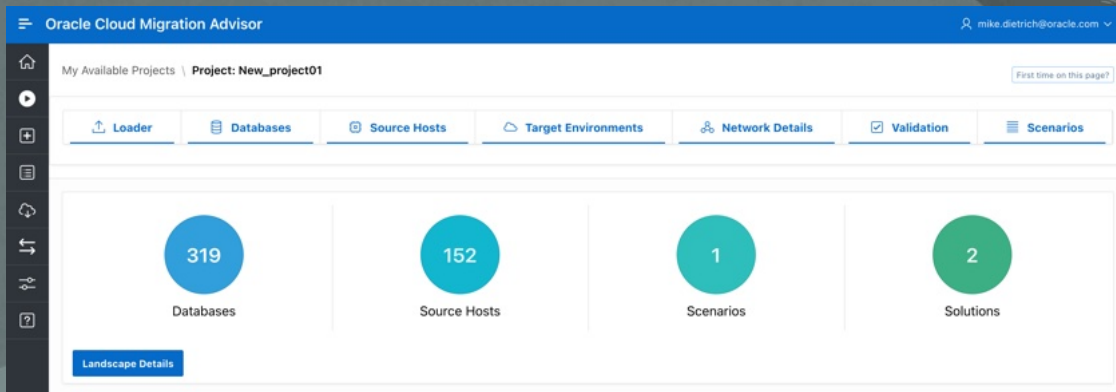 Oracle Cloud Migration Advisor
mike.dietrich@oracle.com
My Available Projects \ Project: New_project01
First time on this page?
Loader Databases Source Hosts Target Environments Network Details Validation Scenarios
319 152 1 2
Databases Source Hosts Scenarios Solutions
Landscape Details